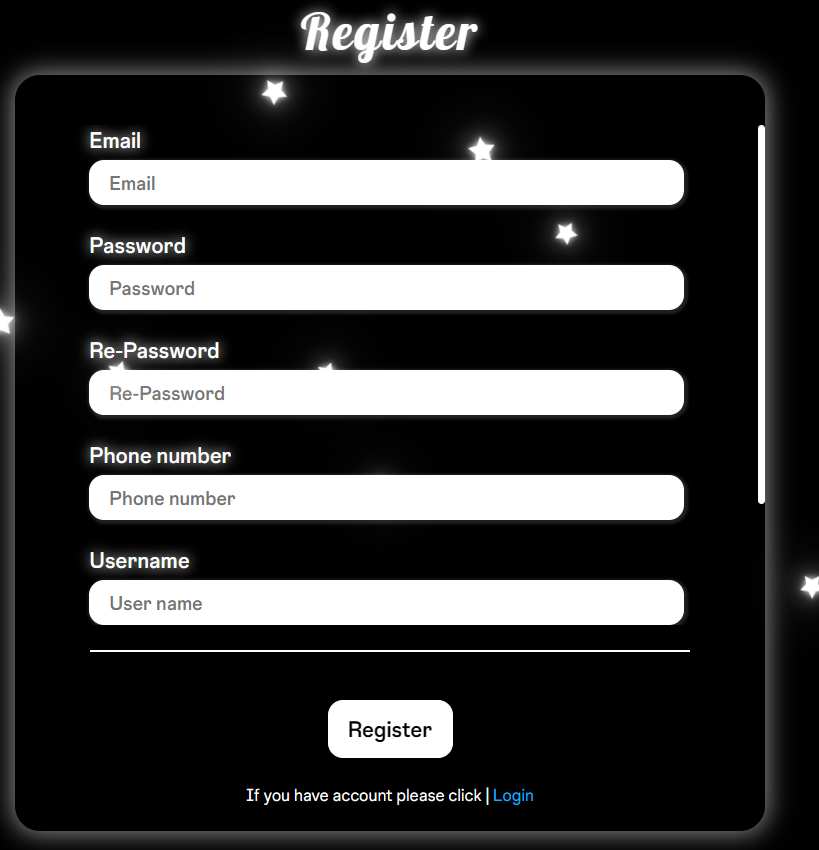 Register
Email
Email
Password
Password
Re-Password
Re-Password
Phone number
Phone number
Username
User name
Register
If you have account please click | Login